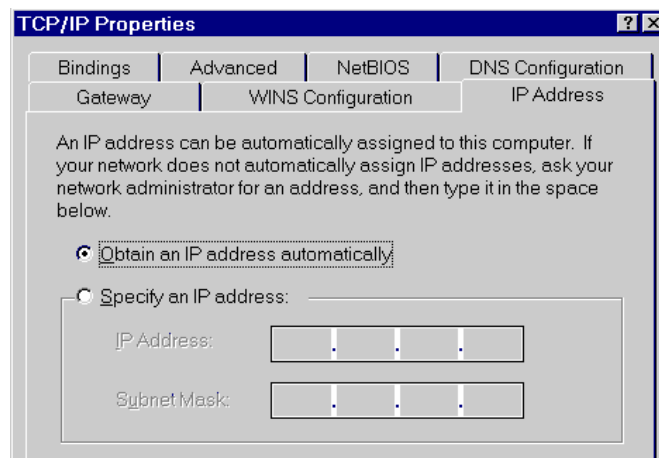 TCP/IP Properties
Bindings Advanced NetBIOS DNS Configuration
Gateway WINS Configuration IP Address
An IP address can be automatically assigned to this computer. If
your network does not automatically assign IP addresses, ask your
network administrator for an address, and then type it in the space
below.
Obtain an IP address automatically
Specify an IP address:
IP Address:
Subnet Mask: